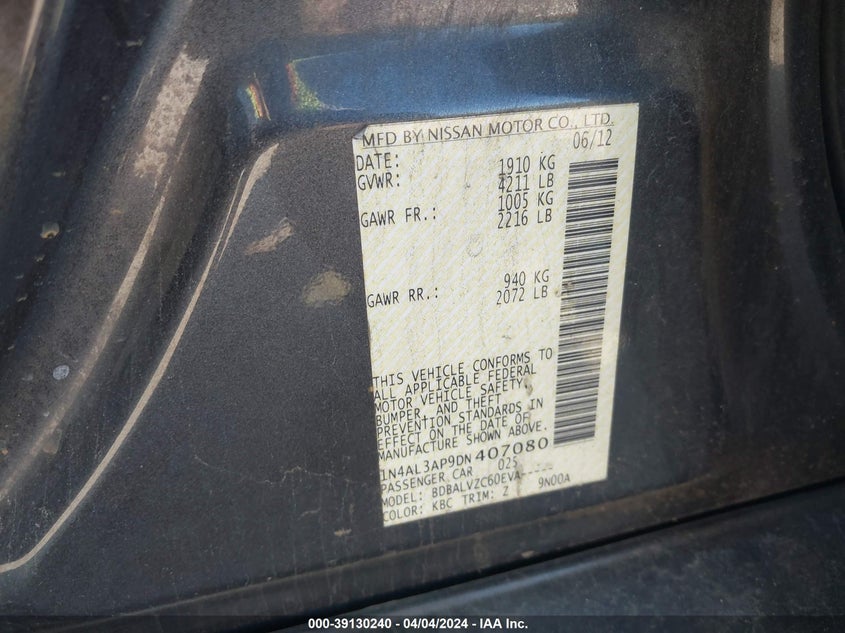 MFD BY NISSAN MOTOR CO., LTD.
DATE: 06/12
GVWR: 1910 KG
4211 LB
GAWR FR.: 1005 KG
2216 LB
GAWR RR.: 940 KG
2072 LB
THIS VEHICLE CONFORMS TO
ALL APPLICABLE FEDERAL
MOTOR VEHICLE SAFETY,
BUMPER, AND THEFT
PREVENTION STANDARDS IN
EFFECT ON THE DATE OF
MANUFACTURE SHOWN ABOVE.
1N4AL3AP9DN407080
PASSENGER CAR 025
MODEL: BDBALVZC60EVA-
COLOR: KBC TRIM: Z 9N00A
000-39130240 - 04/04/2024 - IAA Inc.